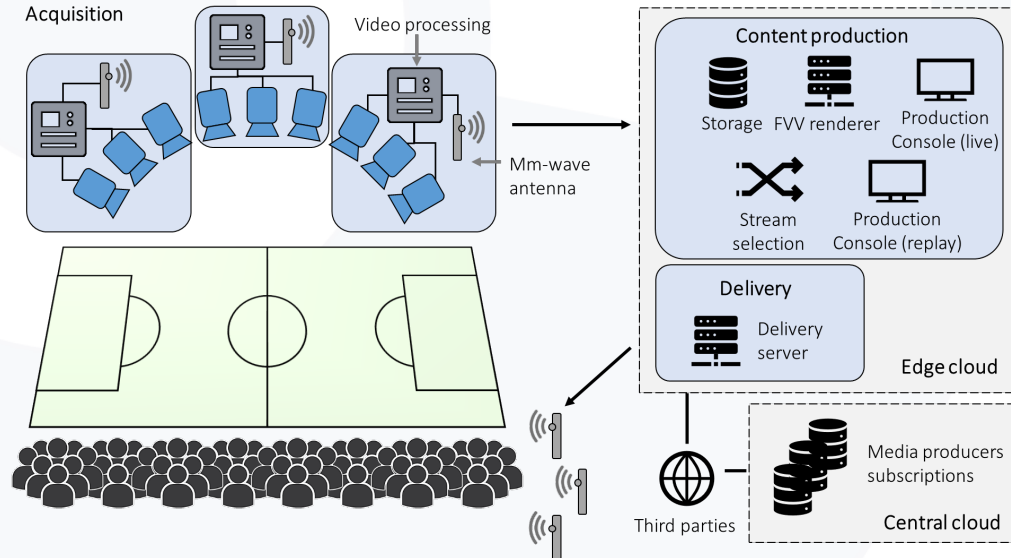 Acquisition
Video processing
Mm-wave
antenna
Content production
Storage
FVV renderer
Production
Console (live)
Stream
selection
Production
Console (replay)
Delivery
Delivery
server
Edge cloud
Third parties
Media producers
subscriptions
Central cloud